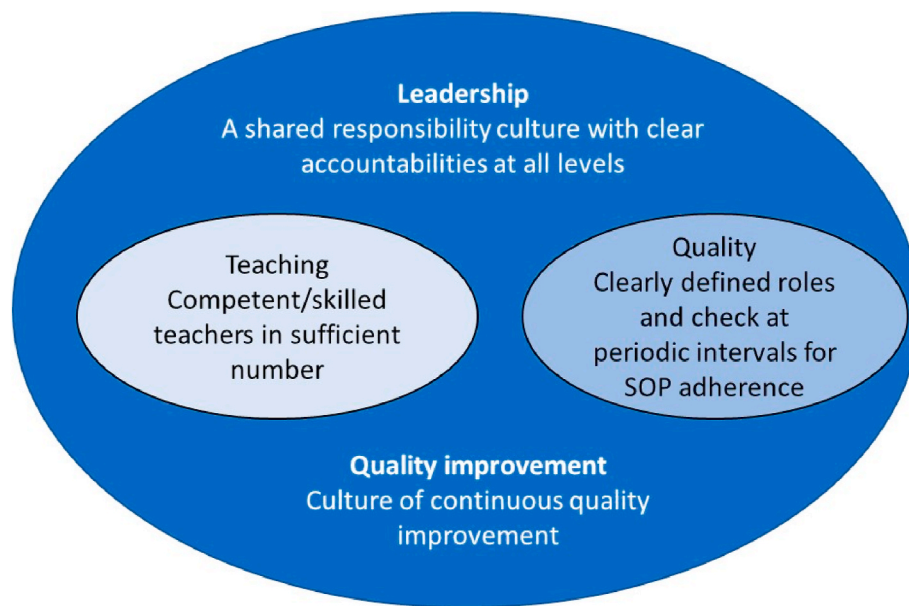 Leadership
A shared responsibility culture with clear
accountabilities at all levels
Teaching
Competent/skilled
teachers in sufficient
number
Quality
Clearly defined roles
and check at
periodic intervals for
SOP adherence
Quality improvement
Culture of continuous quality
improvement